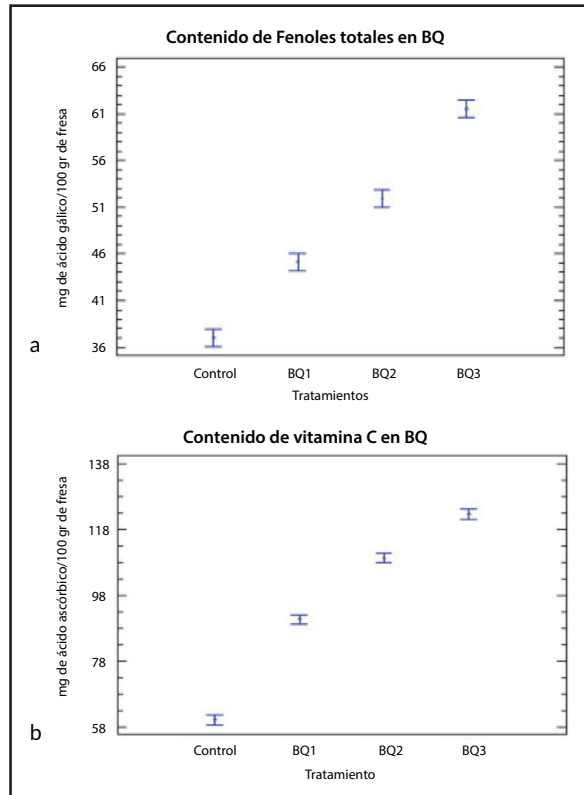 Contenido de Fenoles totales en BQ
mg de ácido gálico/100 gr de fresa
66
61
56
51
46
41
36
a
Control BQ1 BQ2 BQ3
Tratamientos
Contenido de vitamina C en BQ
mg de ácido ascórbico/100 gr de fresa
138
118
98
78
58
b
Control BQ1 BQ2 BQ3
Tratamiento